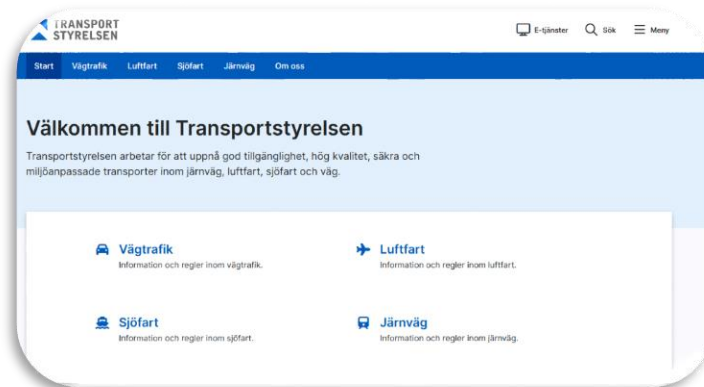 TRANSPORT
STYRELSEN
E-tjänster Sök Meny
Start Vägtrafik Luftfart Sjöfart Järnväg Om oss
Välkommen till Transportstyrelsen
Transportstyrelsen arbetar för att uppnå god tillgänglighet, hög kvalitet, säkra och
miljöanpassade transporter inom järnväg, luftfart, sjöfart och väg.
Vägtrafik
Information och regler inom vägtrafik.
Luftfart
Information och regler inom luftfart.
Sjöfart
Information och regler inom sjöfart.
Järnväg
Information och regler inom järnväg.